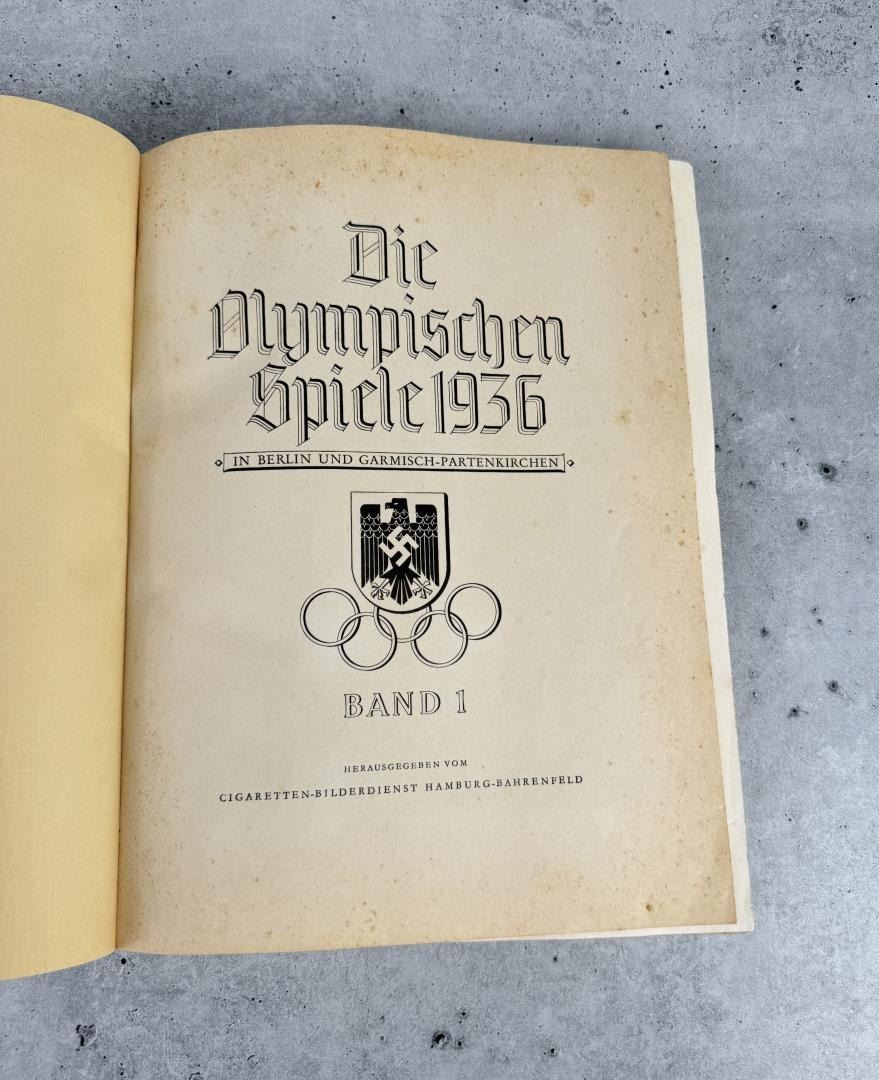 Die
Olympischen
Spiele 1936
IN BERLIN UND GARMISCH-PARTENKIRCHEN
BAND 1
HERAUSGEGEBEN VOM
CIGARETTEN-BILDERDIENST HAMBURG-BAHRENFELD